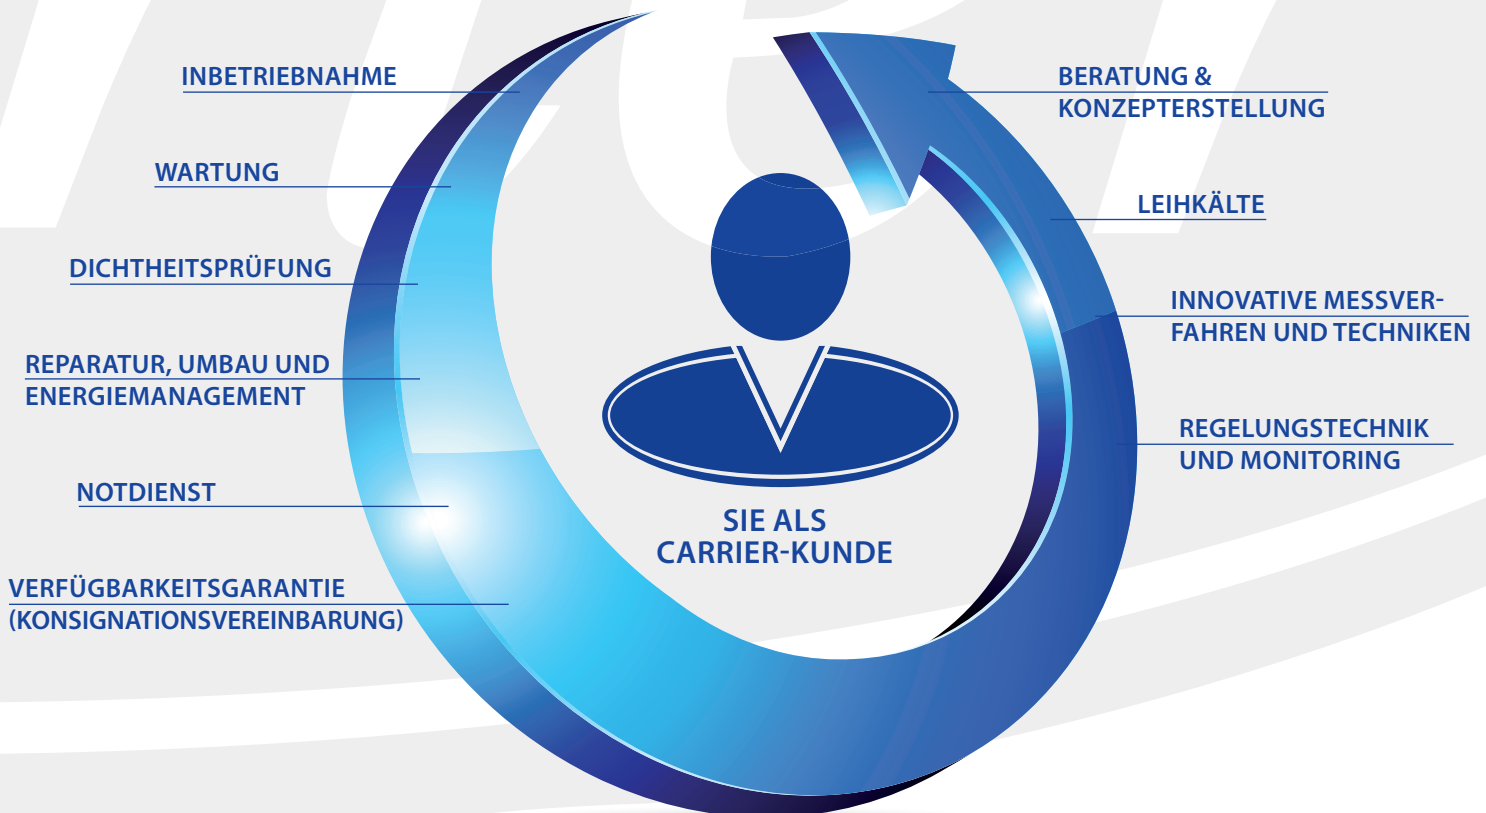 INBETRIEBNAHME
WARTUNG
DICHTHEITSPRÜFUNG
REPARATUR, UMBAU UND
ENERGIEMANAGEMENT
NOTDIENST
VERFÜGBARKEITSGARANTIE
(KONSIGNATIONSVEREINBARUNG)
SIE ALS
CARRIER-KUNDE
BERATUNG &
KONZEPTERSTELLUNG
LEIHKÄLTE
INNOVATIVE MESSVER-
FAHREN UND TECHNIKEN
REGELUNGSTECHNIK
UND MONITORING